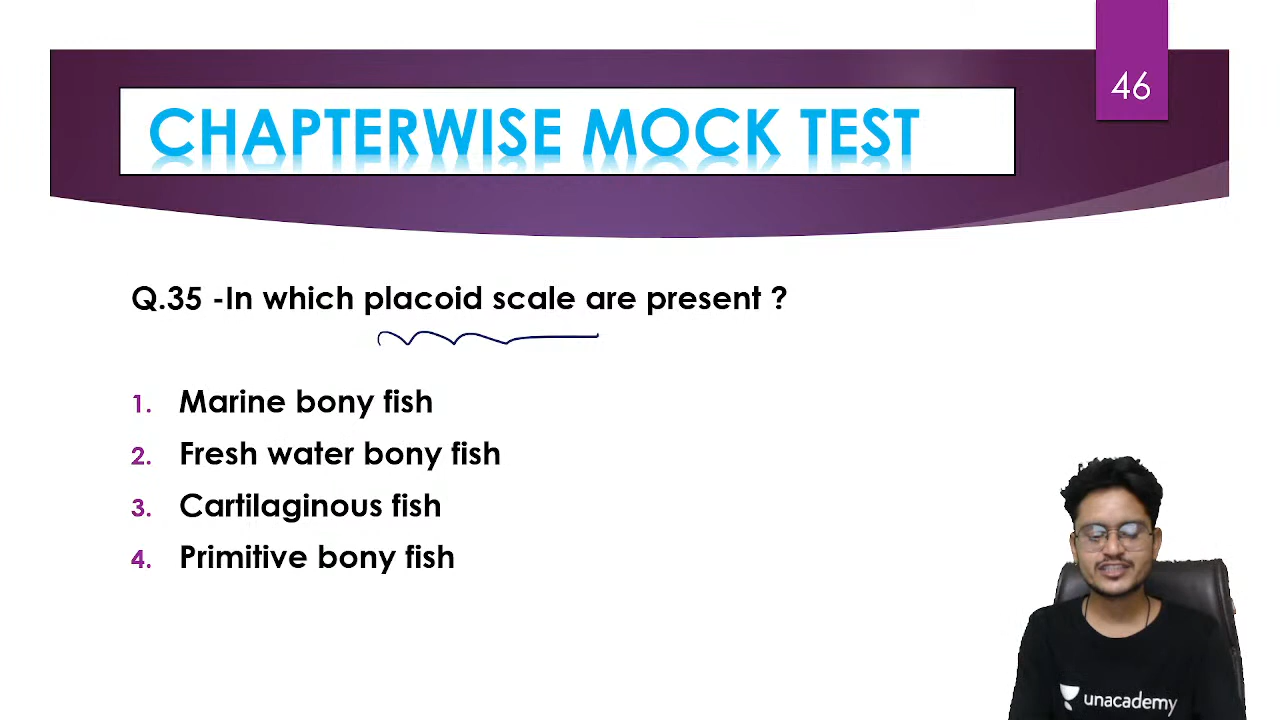 46
CHAPTERWISE MOCK TEST
Q.35 -In which placoid scale are present ?
1. Marine bony fish
2. Fresh water bony fish
3. Cartilaginous fish
4. Primitive bony fish
unacademy